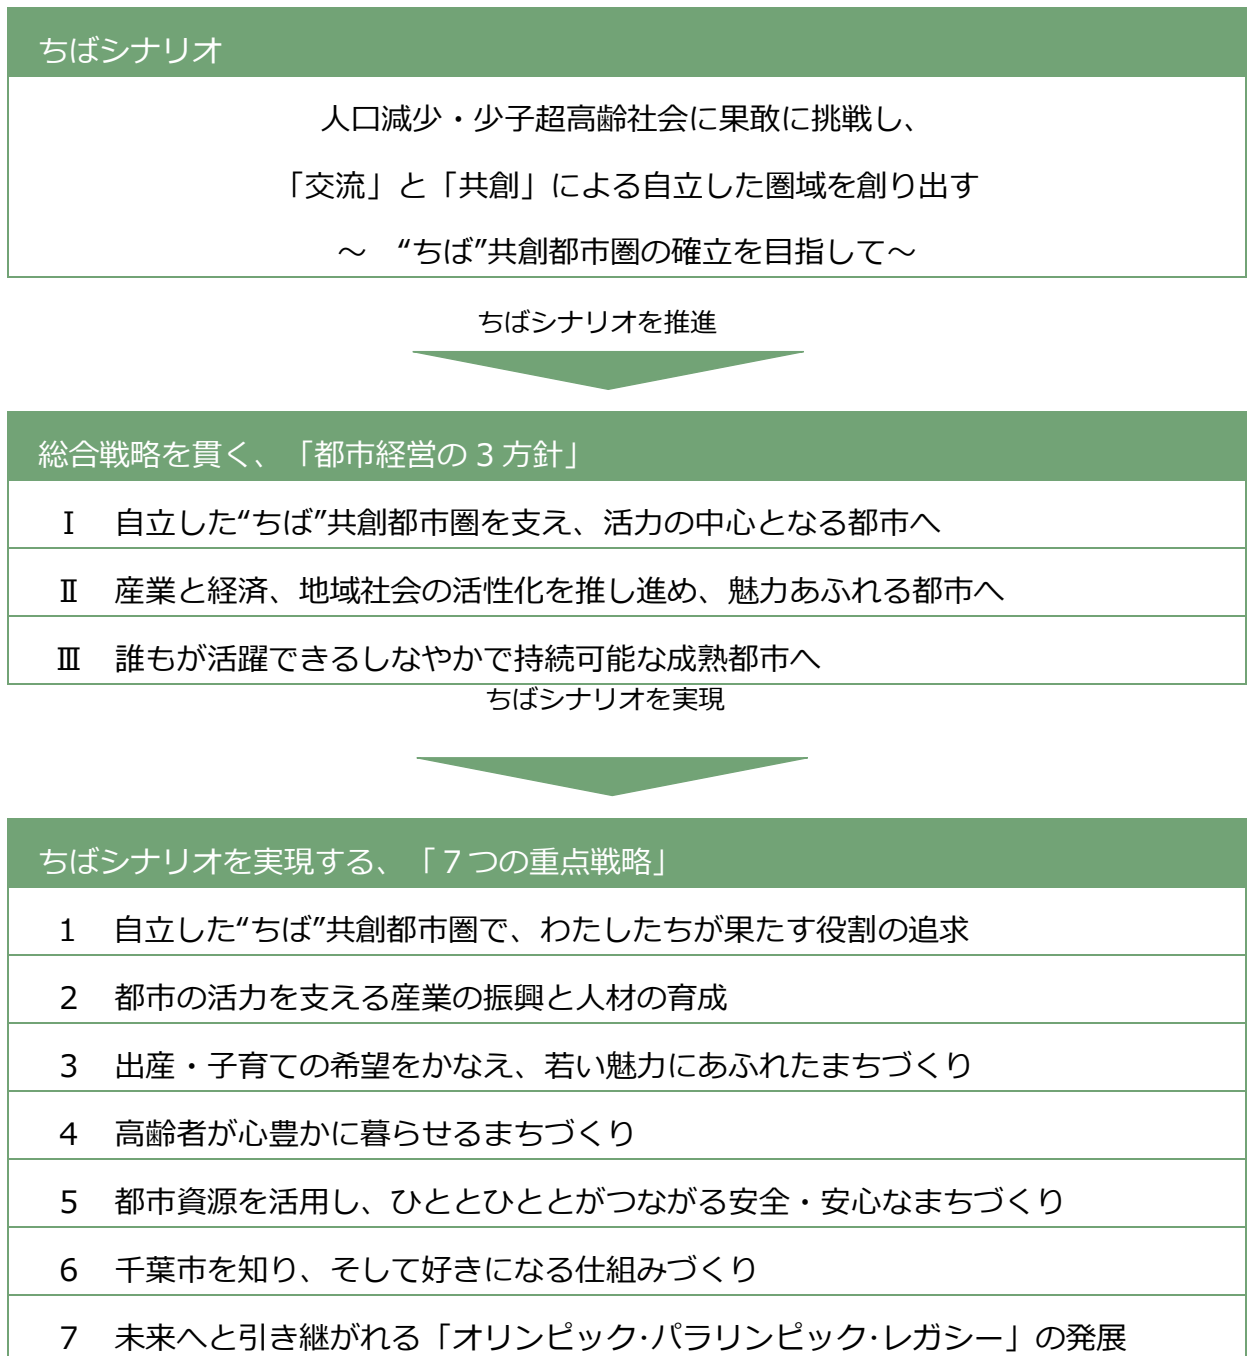 ちばシナリオ
人口減少・少子超高齢社会に果敢に挑戦し、
「交流」と「共創」による自立した圏域を創り出す
～　“ちば”共創都市圏の確立を目指して～
ちばシナリオを推進
総合戦略を貫く、「都市経営の３方針」
Ⅰ　自立した“ちば”共創都市圏を支え、活力の中心となる都市へ
Ⅱ　産業と経済、地域社会の活性化を推し進め、魅力あふれる都市へ
Ⅲ　誰もが活躍できるしなやかで持続可能な成熟都市へ
ちばシナリオを実現
ちばシナリオを実現する、「７つの重点戦略」
1　自立した“ちば”共創都市圏で、わたしたちが果たす役割の追求
2　都市の活力を支える産業の振興と人材の育成
3　出産・子育ての希望をかなえ、若い魅力にあふれたまちづくり
4　高齢者が心豊かに暮らせるまちづくり
5　都市資源を活用し、ひととひととがつながる安全・安心なまちづくり
6　千葉市を知り、そして好きになる仕組みづくり
7　未来へと引き継がれる「オリンピック･パラリンピック･レガシー」の発展